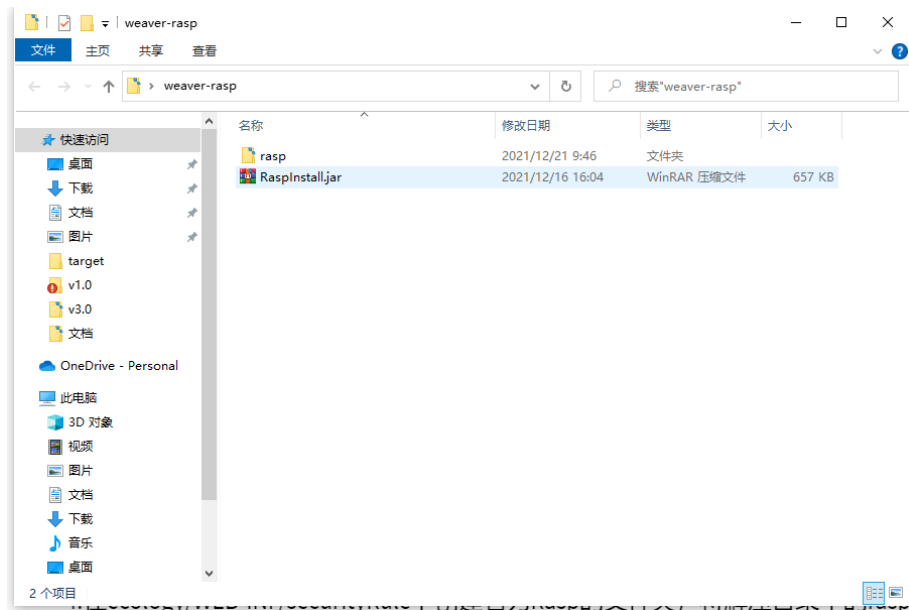 weaver-rasp
文件 主页 共享 查看
weaver-rasp
搜索"weaver-rasp"
名称 修改日期 类型 大小
快速访问
桌面
下载
文档
图片
target
v1.0
v3.0
文档
OneDrive - Personal
此电脑
3D 对象
视频
图片
文档
下载
音乐
桌面
rasp 2021/12/21 9:46 文件夹
RaspInstall.jar 2021/12/16 16:04 WinRAR 压缩文件 657 KB
2 个项目